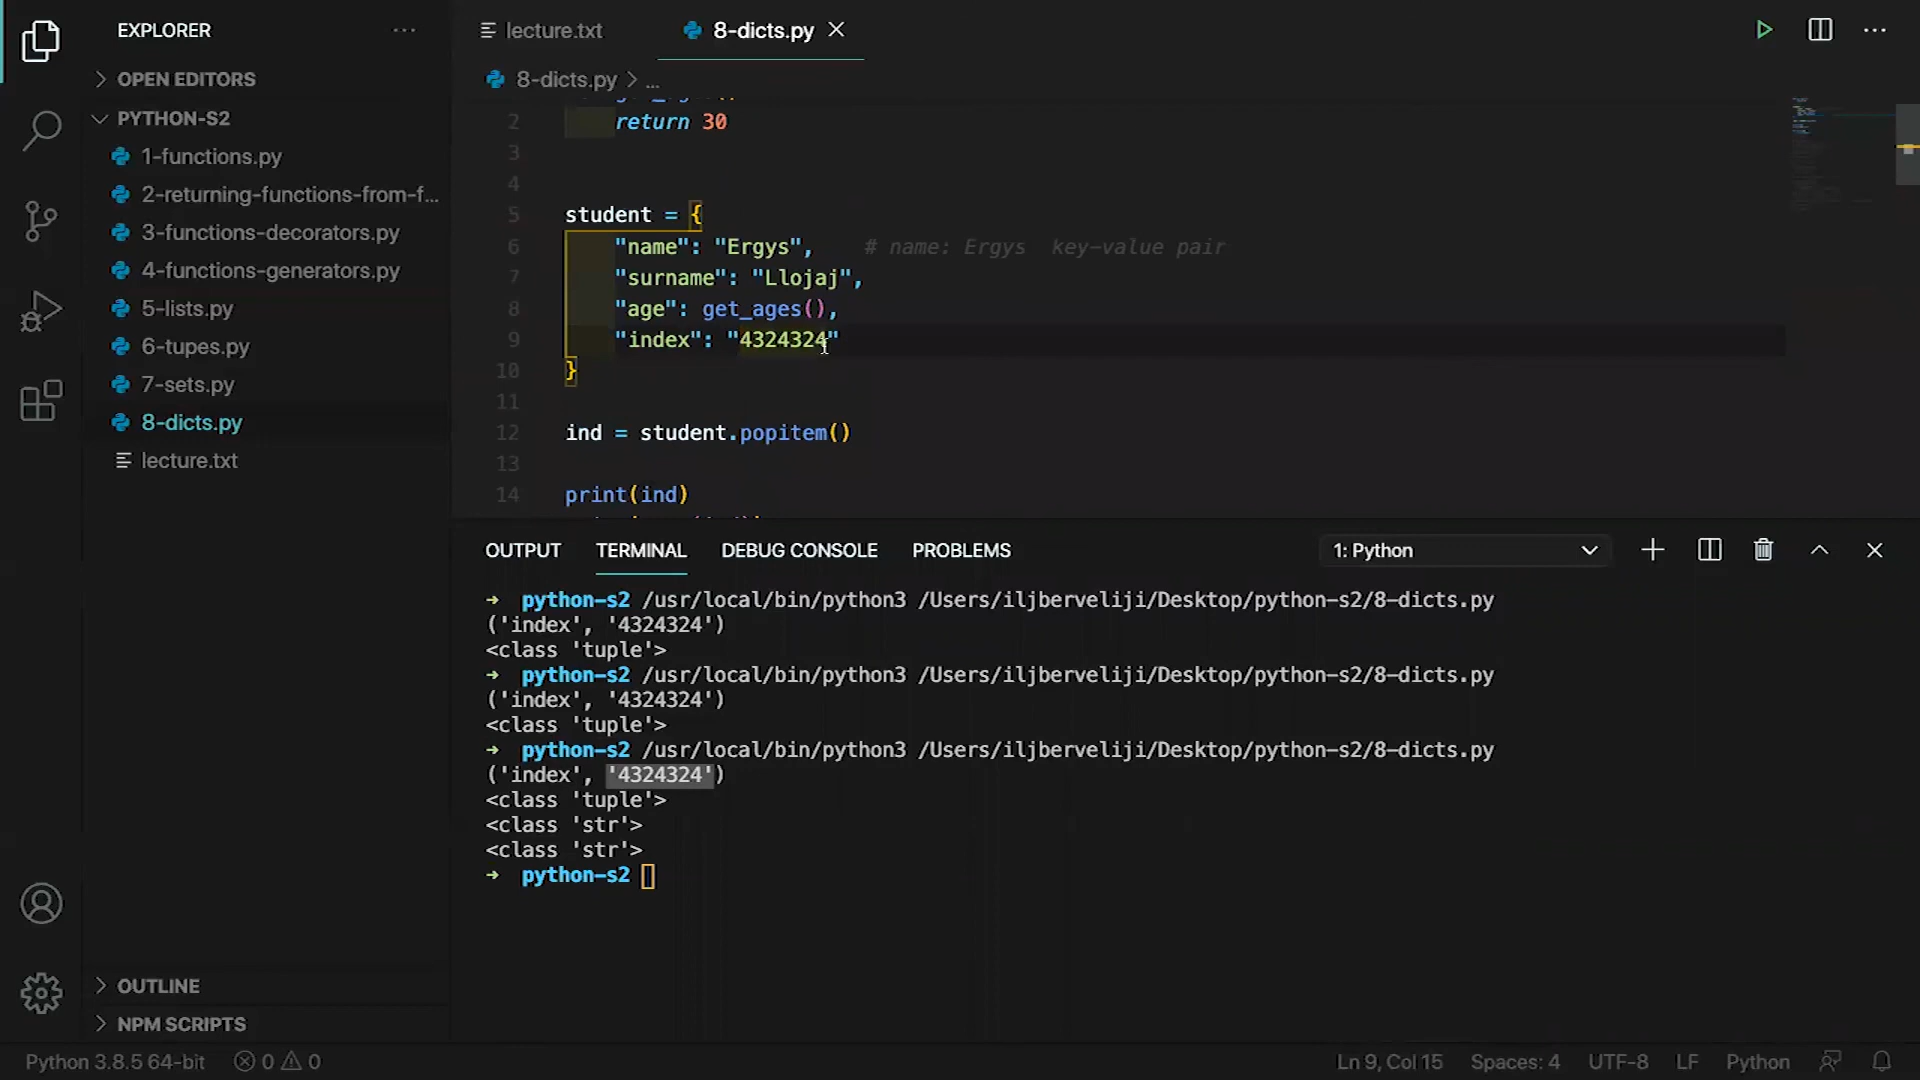 EXPLORER
OPEN EDITORS
PYTHON-S2
1-functions.py
2-returning-functions-from-f...
3-functions-decorators.py
4-functions-generators.py
5-lists.py
6-tupes.py
7-sets.py
8-dicts.py
lecture.txt
OUTLINE
NPM SCRIPTS
lecture.txt
8-dicts.py
8-dicts.py > ...
2 return 30
3
4
5 student = {
6 "name": "Ergys", # name: Ergys key-value pair
7 "surname": "Llojaj",
8 "age": get_ages(),
9 "index": "4324324"
10 }
11
12 ind = student.popitem()
13
14 print(ind)
OUTPUT TERMINAL DEBUG CONSOLE PROBLEMS 1: Python
➜ python-s2 /usr/local/bin/python3 /Users/iljberveliji/Desktop/python-s2/8-dicts.py
('index', '4324324')
<class 'tuple'>
➜ python-s2 /usr/local/bin/python3 /Users/iljberveliji/Desktop/python-s2/8-dicts.py
('index', '4324324')
<class 'tuple'>
➜ python-s2 /usr/local/bin/python3 /Users/iljberveliji/Desktop/python-s2/8-dicts.py
('index', '4324324')
<class 'tuple'>
<class 'str'>
<class 'str'>
➜ python-s2
Python 3.8.5 64-bit 0 0 Ln 9, Col 15 Spaces: 4 UTF-8 LF Python